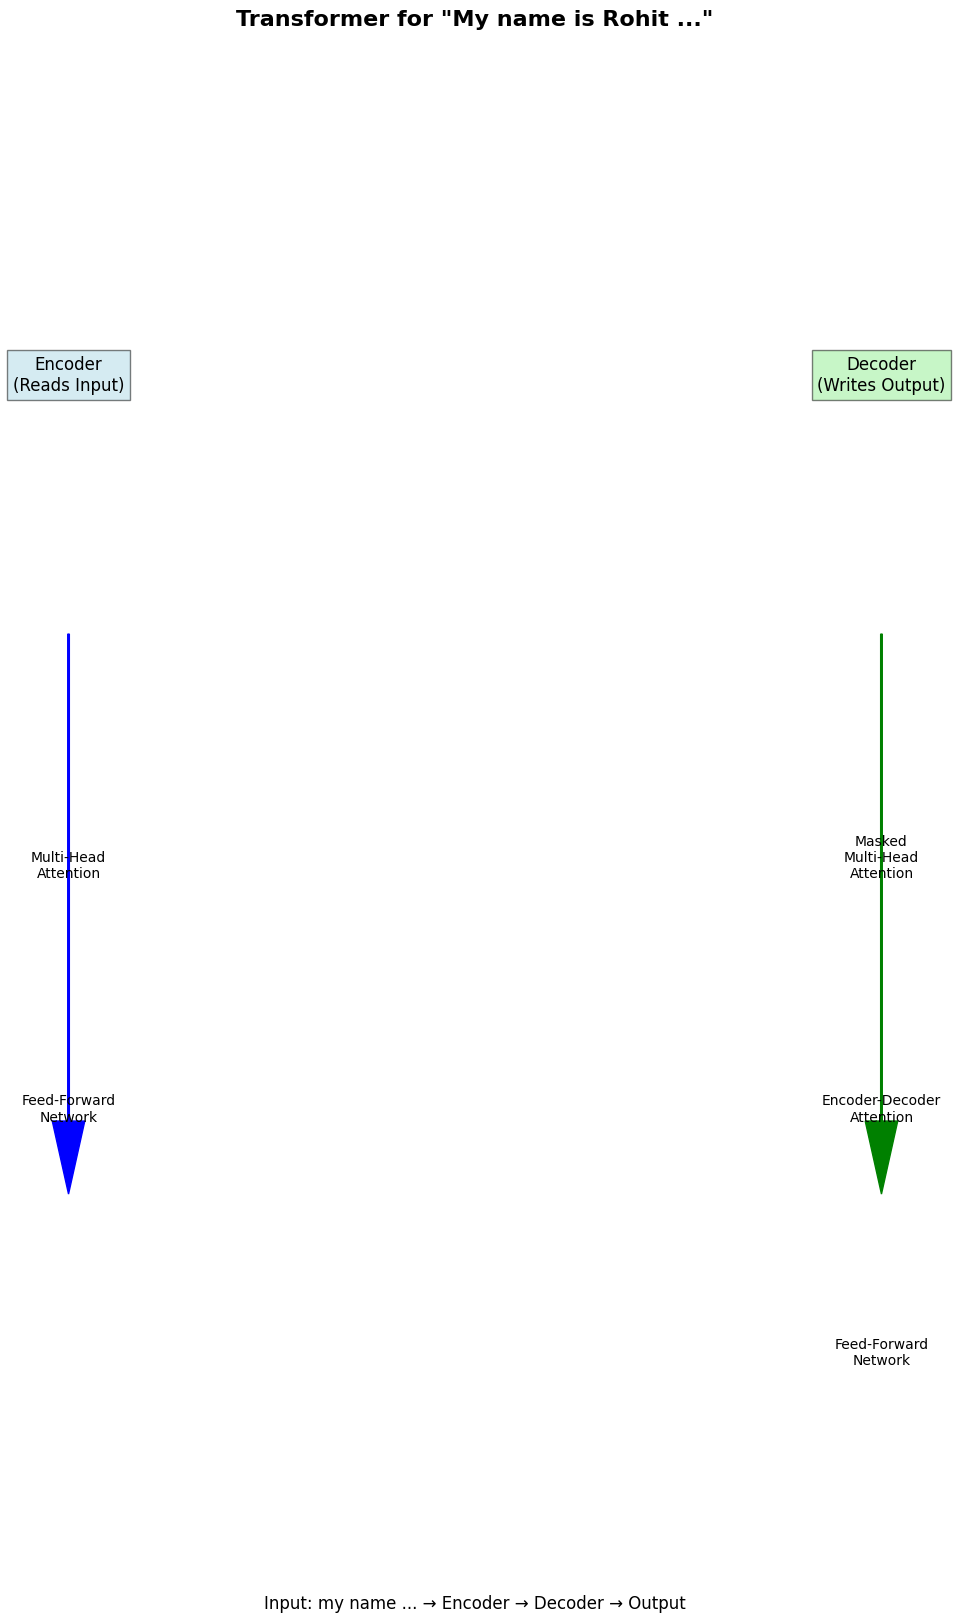 Transformer for "My name is Rohit ..."
Encoder
(Reads Input)
Decoder
(Writes Output)
Multi-Head
Attention
Masked
Multi-Head
Attention
Feed-Forward
Network
Encoder-Decoder
Attention
Feed-Forward
Network
Input: my name ... → Encoder → Decoder → Output